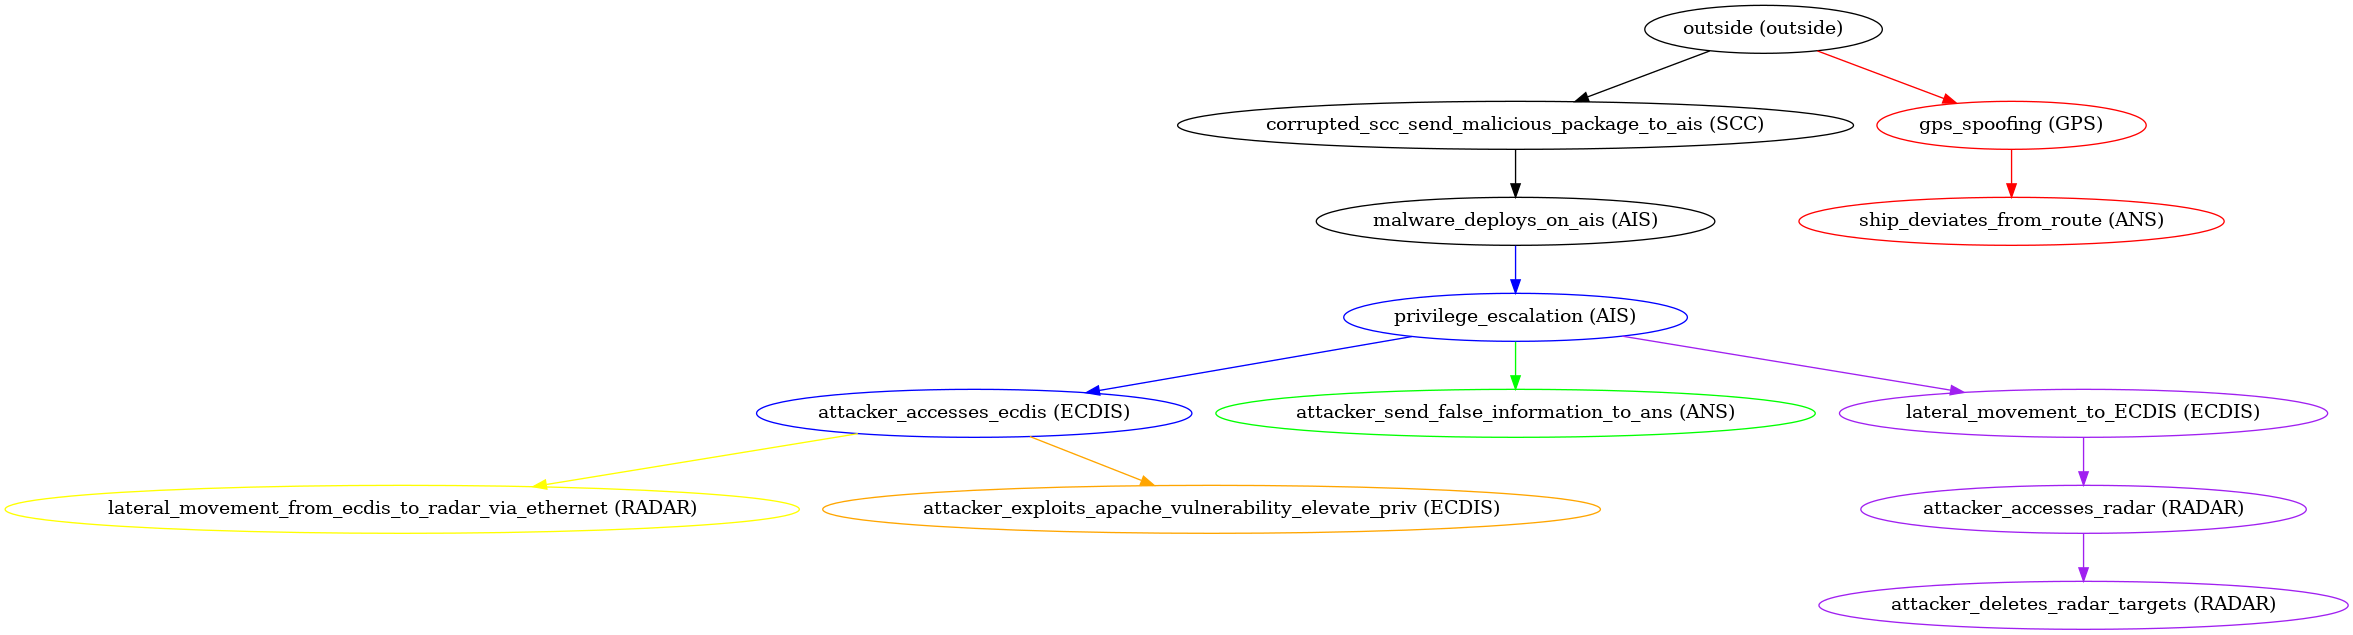 outside (outside)
corrupted_scc_send_malicious_package_to_ais (SCC)
gps_spoofing (GPS)
malware_deploys_on_ais (AIS)
ship_deviates_from_route (ANS)
privilege_escalation (AIS)
attacker_accesses_ecdis (ECDIS)
attacker_send_false_information_to_ans (ANS)
lateral_movement_to_ECDIS (ECDIS)
lateral_movement_from_ecdis_to_radar_via_ethernet (RADAR)
attacker_exploits_apache_vulnerability_elevate_priv (ECDIS)
attacker_accesses_radar (RADAR)
attacker_deletes_radar_targets (RADAR)